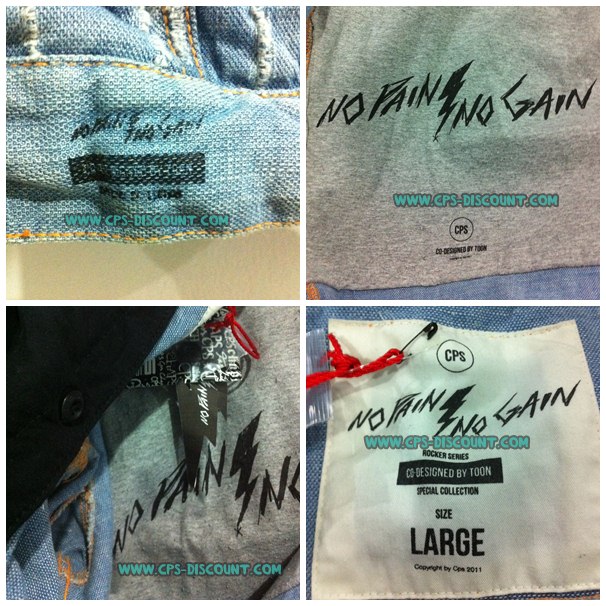 NO PAIN NO GAIN
WWW.CPS-DISCOUNT.COM
NO PAIN NO GAIN
WWW.CPS-DISCOUNT.COM
CPS
CO-DESIGNED BY TOON
NO PAIN NO
WWW.CPS-DISCOUNT.COM
CPS
NO PAIN NO GAIN
WWW.CPS-DISCOUNT.COM
ROCKER SERIES
CO-DESIGNED BY TOON
SPECIAL COLLECTION
SIZE
LARGE
Copyright by Cps 2011